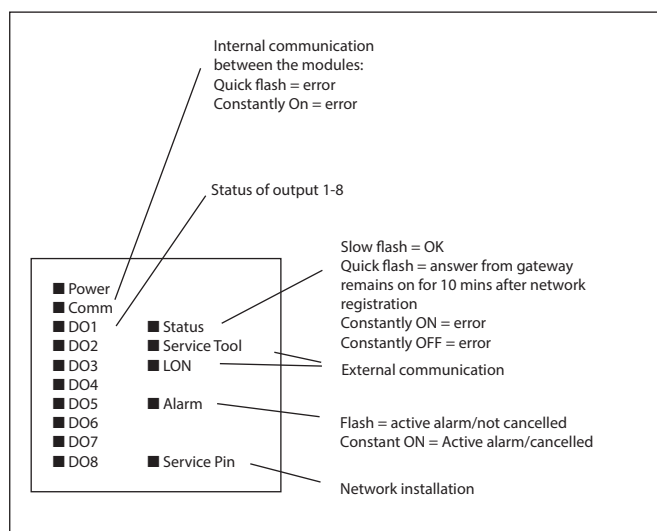 Internal communication
between the modules:
Quick flash = error
Constantly On = error
Status of output 1-8
Slow flash = OK
Quick flash = answer from gateway
remains on for 10 mins after network
registration
Constantly ON = error
Constantly OFF = error
External communication
Flash = active alarm/not cancelled
Constant ON = Active alarm/cancelled
Network installation
Power
Comm
DO1
DO2
DO3
DO4
DO5
DO6
DO7
DO8
Status
Service Tool
LON
Alarm
Service Pin